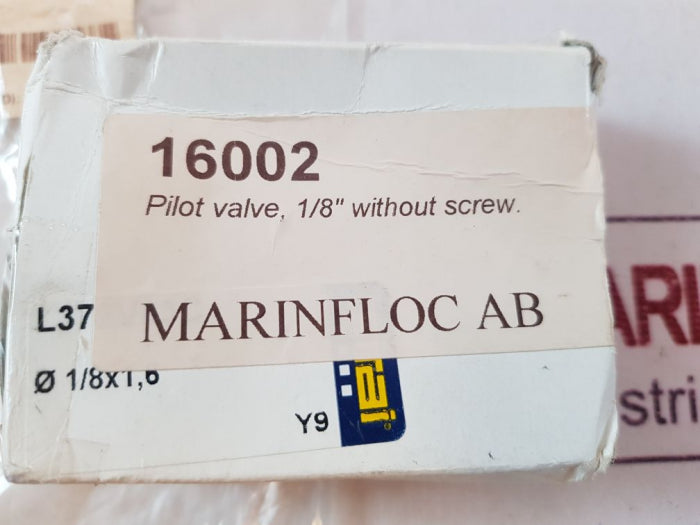 16002
Pilot valve, 1/8" without screw.
MARINFLOC AB
L37
Ø 1/8x1,6
Y9